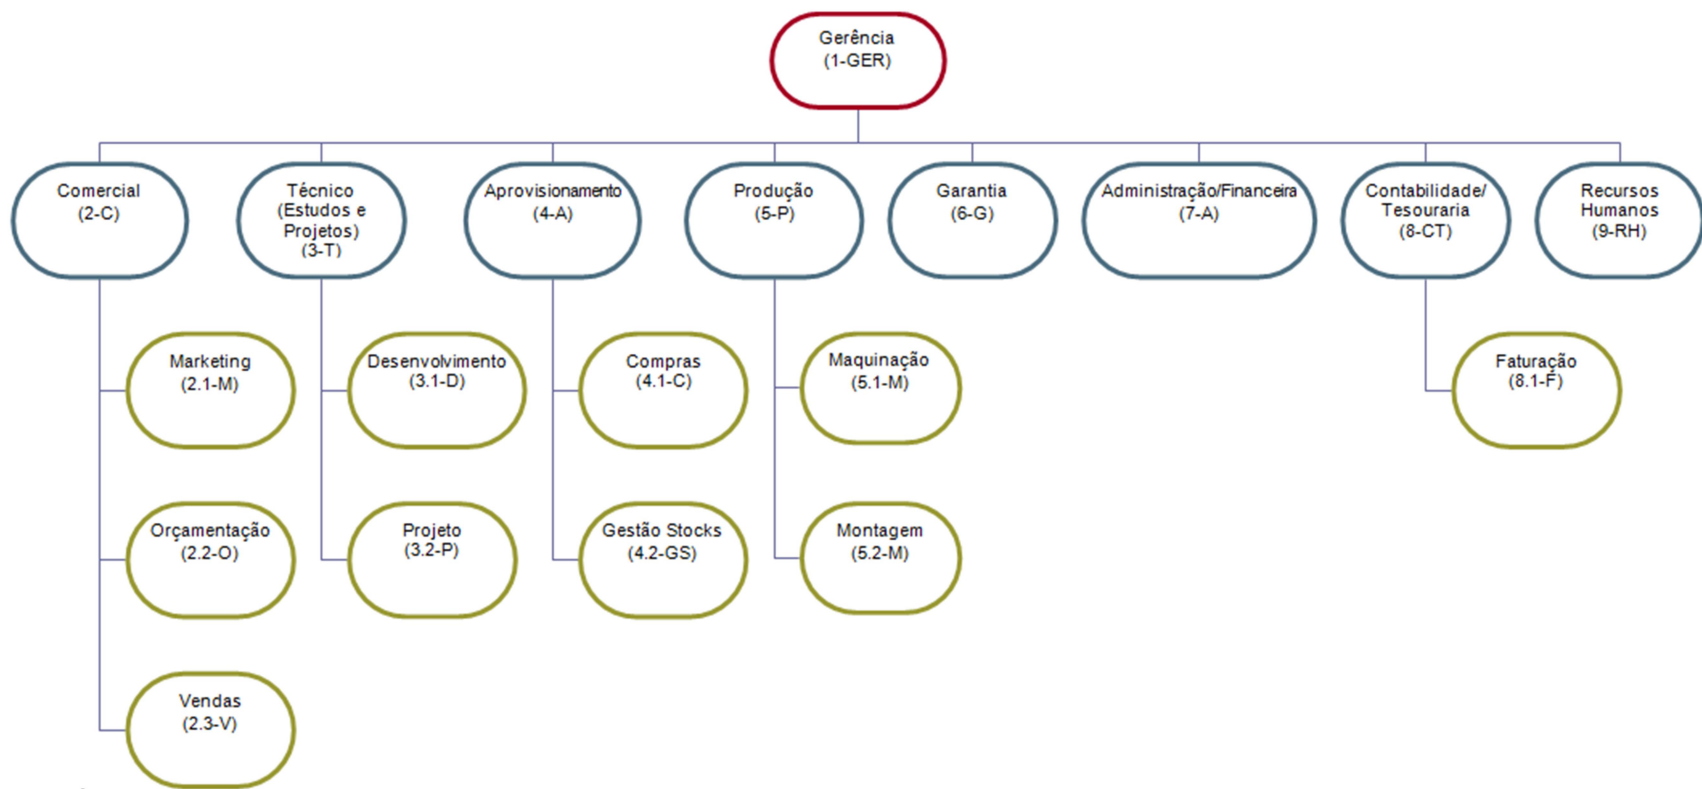 Gerência
(1-GER)
Comercial
(2-C)
Técnico
(Estudos e
Projetos)
(3-T)
Aprovisionamento
(4-A)
Produção
(5-P)
Garantia
(6-G)
Administração/Financeira
(7-A)
Contabilidade/
Tesouraria
(8-CT)
Recursos
Humanos
(9-RH)
Marketing
(2.1-M)
Desenvolvimento
(3.1-D)
Compras
(4.1-C)
Maquinação
(5.1-M)
Faturação
(8.1-F)
Orçamentação
(2.2-O)
Projeto
(3.2-P)
Gestão Stocks
(4.2-GS)
Montagem
(5.2-M)
Vendas
(2.3-V)